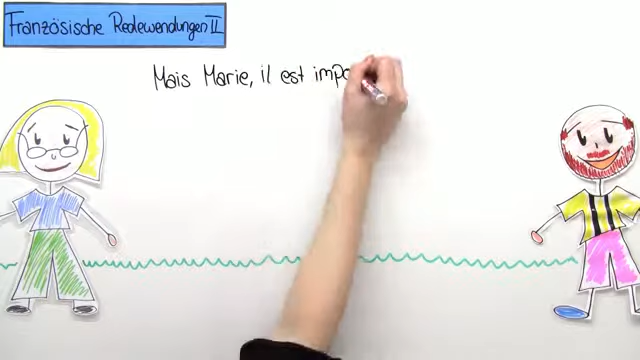 Französische Redewendungen II
Mais Marie, il est impo